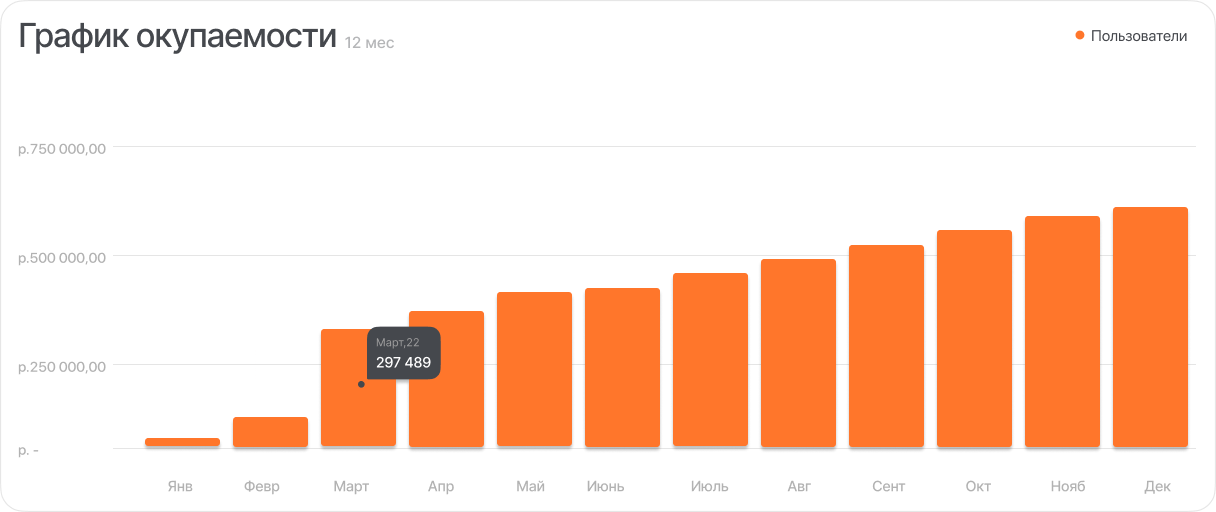 График окупаемости 12 мес
Пользователи
р.750 000,00
р.500 000,00
р.250 000,00
р. -
Март,22
297 489
Янв Февр Март Апр Май Июнь Июль Авг Сент Окт Нояб Дек